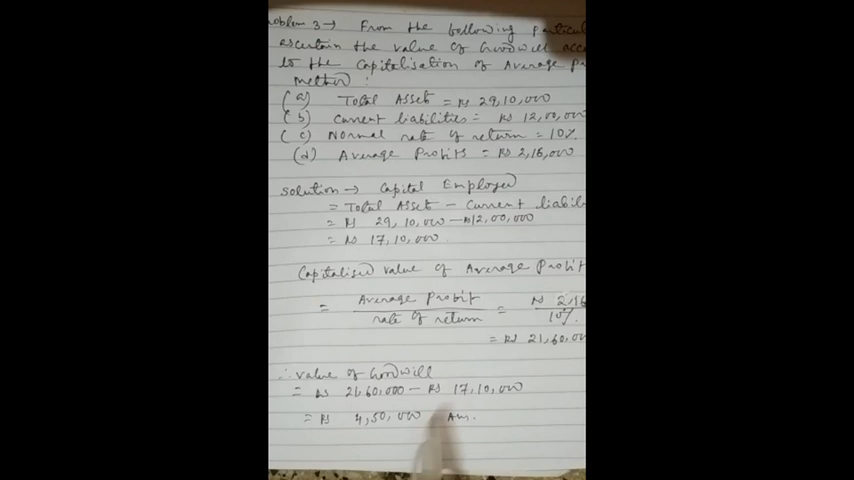 oblem 3 → From the following particul
ascertain the value of Goodwill acc
to the Capitalisation of Average P
method :
(a) Total Asset = Rs 29,10,000
(b) Current liabilities = Rs 12,00,000
(c) Normal rate of return = 10%
(d) Average Profits = Rs 2,16,000
Solution → Capital Employed
= Total Asset - Current liabili
= Rs 29,10,000 - Rs 12,00,000
= Rs 17,10,000
Capitalised value of Average Profit
= Average Profit / rate of return = Rs 2,16 / 10%
= Rs 21,60,00
∴ value of Goodwill
= Rs 21,60,000 - Rs 17,10,000
= Rs 4,50,000 Ans.